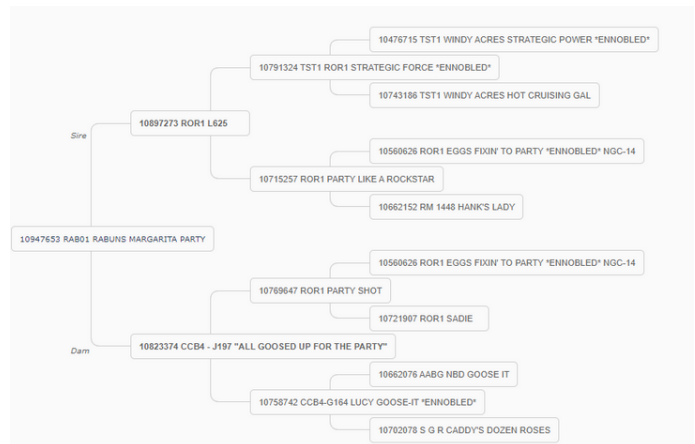 10476715 TST1 WINDY ACRES STRATEGIC POWER *ENNOBLED*
10791324 TST1 ROR1 STRATEGIC FORCE *ENNOBLED*
10743186 TST1 WINDY ACRES HOT CRUISING GAL
10897273 ROR1 L625
Sire
10560626 ROR1 EGGS FIXIN' TO PARTY *ENNOBLED* NGC-14
10715257 ROR1 PARTY LIKE A ROCKSTAR
10662152 RM 1448 HANK'S LADY
10947653 RAB01 RABUNS MARGARITA PARTY
10560626 ROR1 EGGS FIXIN' TO PARTY *ENNOBLED* NGC-14
10769647 ROR1 PARTY SHOT
10721907 ROR1 SADIE
10823374 CCB4 - J197 "ALL GOOSED UP FOR THE PARTY"
Dam
10662076 AABG NBD GOOSE IT
10758742 CCB4-G164 LUCY GOOSE-IT *ENNOBLED*
10702078 S G R CADDY'S DOZEN ROSES